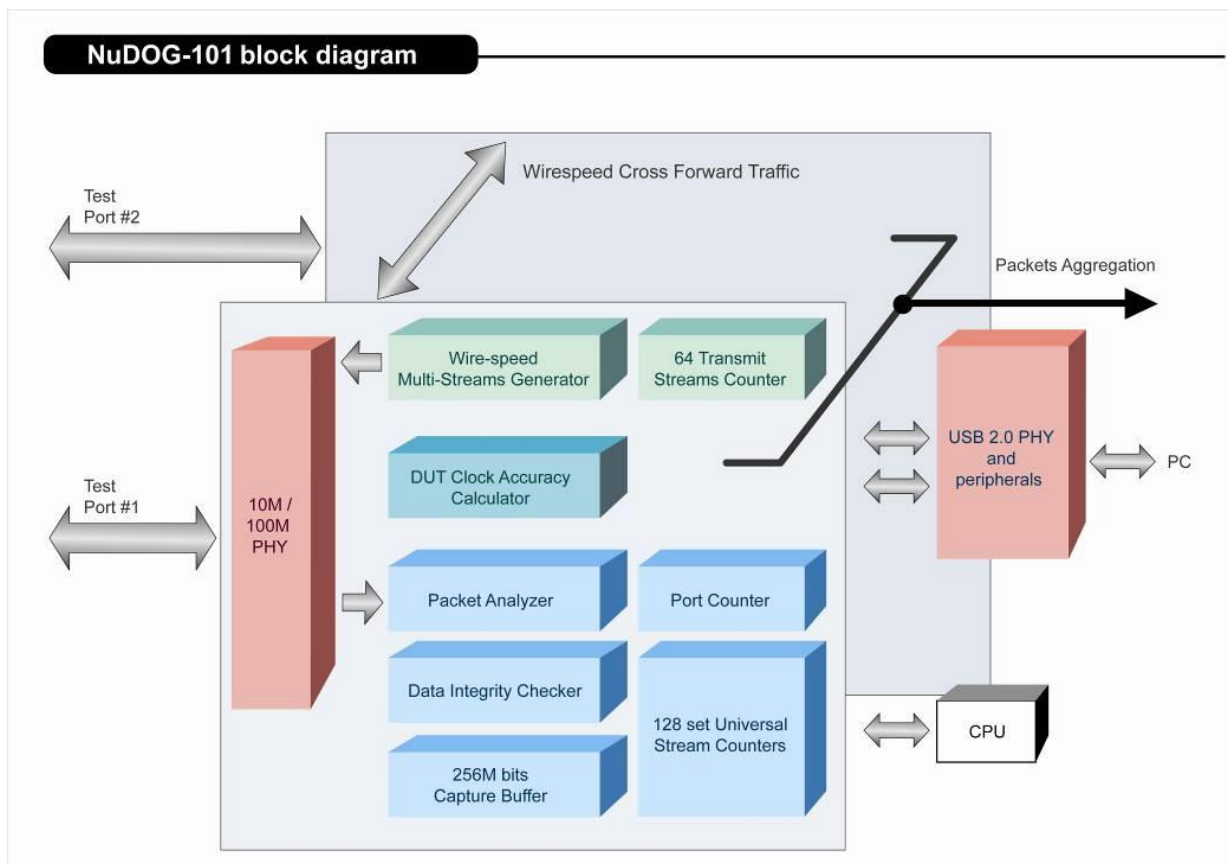 NuDOG-101 block diagram
Wirespeed Cross Forward Traffic
Test
Port #2
Packets Aggregation
Wire-speed
Multi-Streams Generator
64 Transmit
Streams Counter
USB 2.0 PHY
and
peripherals
PC
DUT Clock Accuracy
Calculator
Test
Port #1
10M /
100M
PHY
Packet Analyzer
Port Counter
Data Integrity Checker
128 set Universal
Stream Counters
CPU
256M bits
Capture Buffer